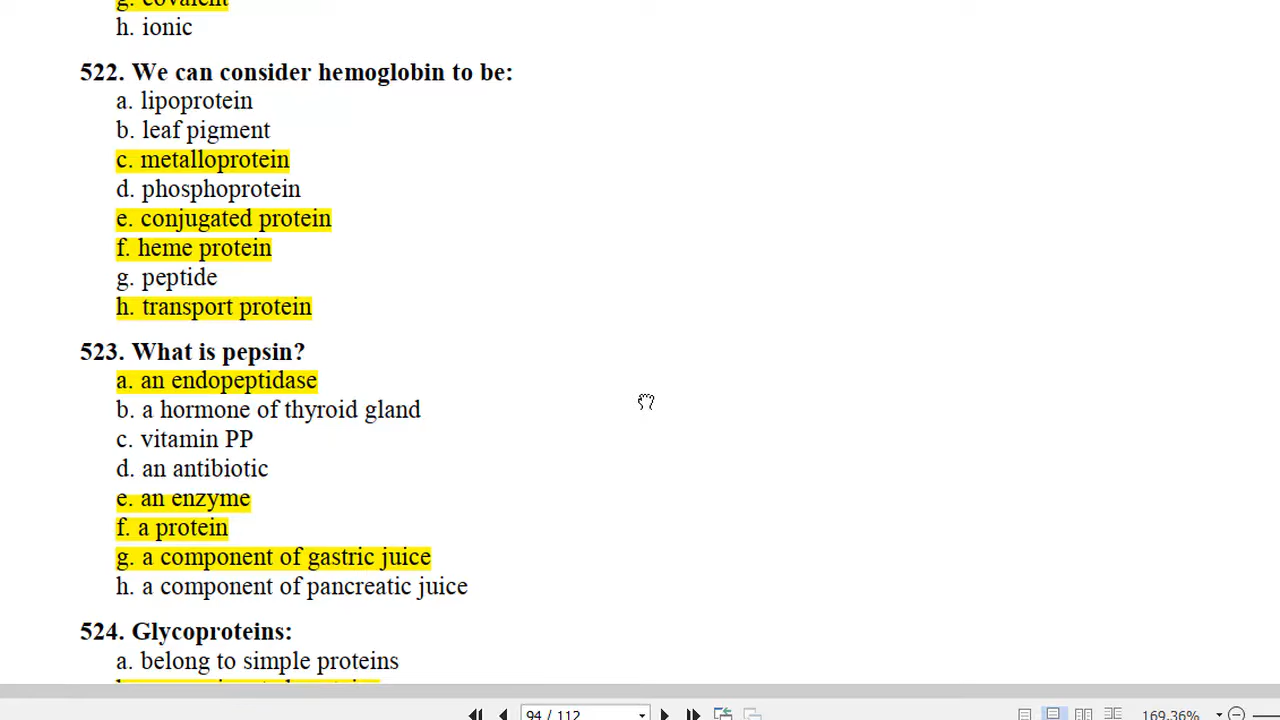 g. covalent
h. ionic
522. We can consider hemoglobin to be:
a. lipoprotein
b. leaf pigment
c. metalloprotein
d. phosphoprotein
e. conjugated protein
f. heme protein
g. peptide
h. transport protein
523. What is pepsin?
a. an endopeptidase
b. a hormone of thyroid gland
c. vitamin PP
d. an antibiotic
e. an enzyme
f. a protein
g. a component of gastric juice
h. a component of pancreatic juice
524. Glycoproteins:
a. belong to simple proteins
94 / 112
169.36%